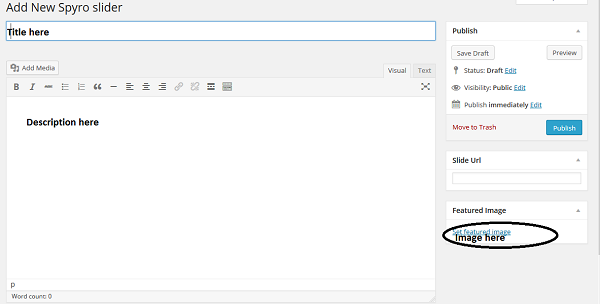 Add New Spyro slider
Title here
Add Media
Visual
Text
B I ABC
Description here
p
Word count: 0
Publish
Save Draft
Preview
Status: Draft Edit
Visibility: Public Edit
Publish immediately Edit
Move to Trash
Publish
Slide Url
Featured Image
Set featured image
Image here